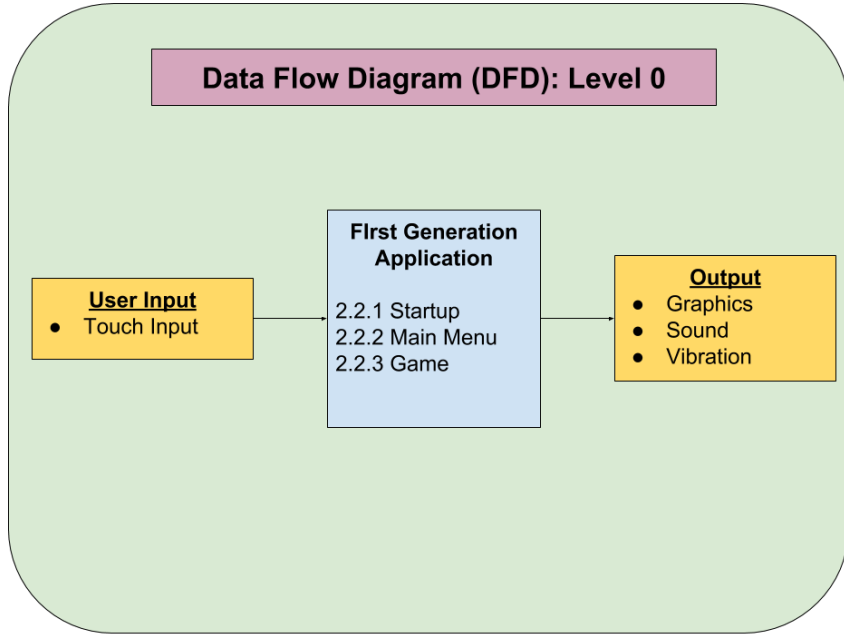 Data Flow Diagram (DFD): Level 0
FIrst Generation
Application
2.2.1 Startup
2.2.2 Main Menu
2.2.3 Game
User Input
● Touch Input
Output
● Graphics
● Sound
● Vibration